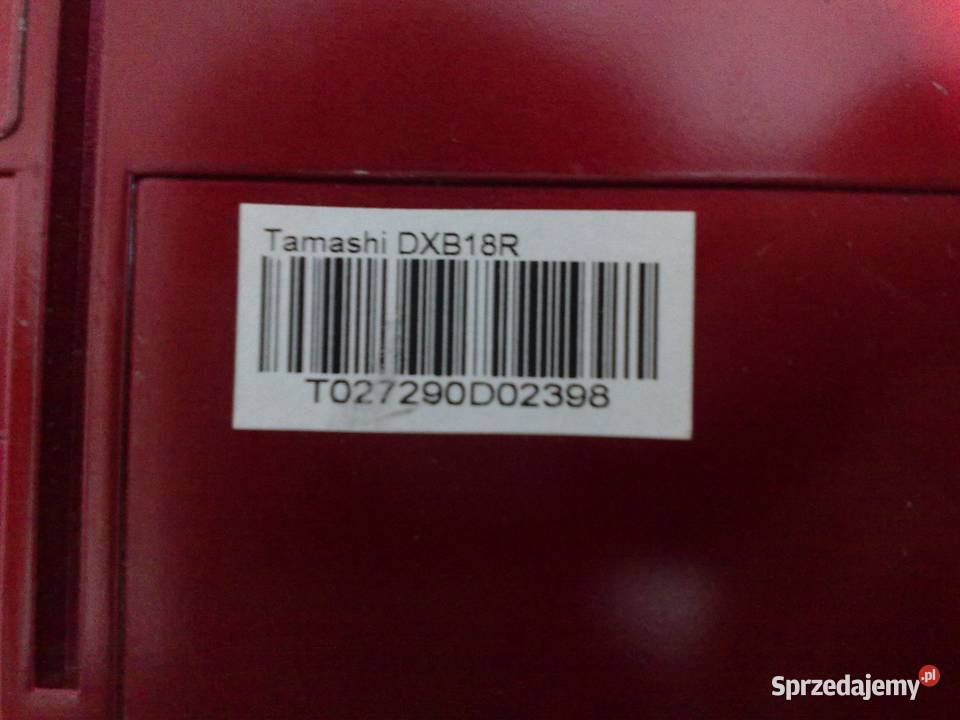 Tamashi DXB18R
T027290D02398
Sprzedajemy.pl